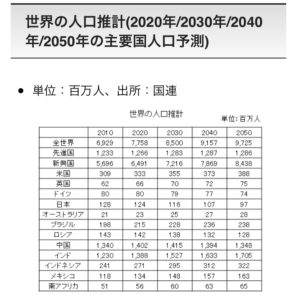 世界の人口推計(2020年/2030年/2040
年/2050年の主要国人口予測)
● 単位：百万人、出所：国連
世界の人口推計
単位: 百万人
2010 2020 2030 2040 2050
全世界 6,929 7,758 8,500 9,157 9,725
先進国 1,233 1,266 1,283 1,287 1,286
新興国 5,696 6,491 7,216 7,869 8,438
米国 309 333 355 373 388
英国 62 66 70 72 75
ドイツ 80 80 79 77 74
日本 128 124 116 107 97
オーストラリア 21 23 25 27 28
ブラジル 198 215 228 236 238
ロシア 143 142 138 132 128
中国 1,340 1,402 1,415 1,394 1,348
インド 1,230 1,388 1,527 1,633 1,705
インドネシア 241 271 295 312 322
メキシコ 118 134 148 157 163
南アフリカ 51 56 60 63 65